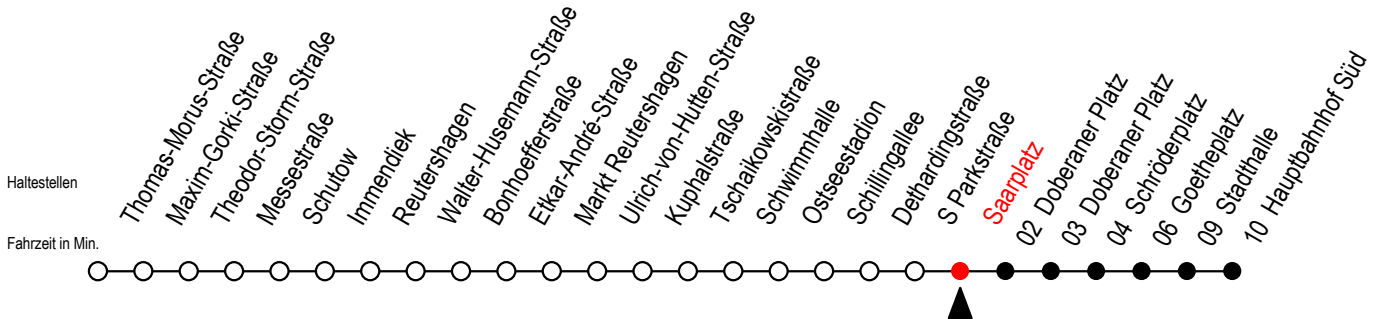 Haltestellen
Fahrzeit in Min.
Thomas-Morus-Straße
Maxim-Gorki-Straße
Theodor-Storm-Straße
Messestraße
Schutow
Immendiek
Reutershagen
Walter-Husemann-Straße
Bonhoefferstraße
Etkar-André-Straße
Markt Reutershagen
Ulrich-von-Hutten-Straße
Kuphalstraße
Tschaikowskistraße
Schwimmhalle
Ostseestadion
Schillingallee
Dethardingstraße
S Parkstraße
Saarplatz
02 Doberaner Platz
03 Doberaner Platz
04 Schröderplatz
06 Goetheplatz
09 Stadthalle
10 Hauptbahnhof Süd